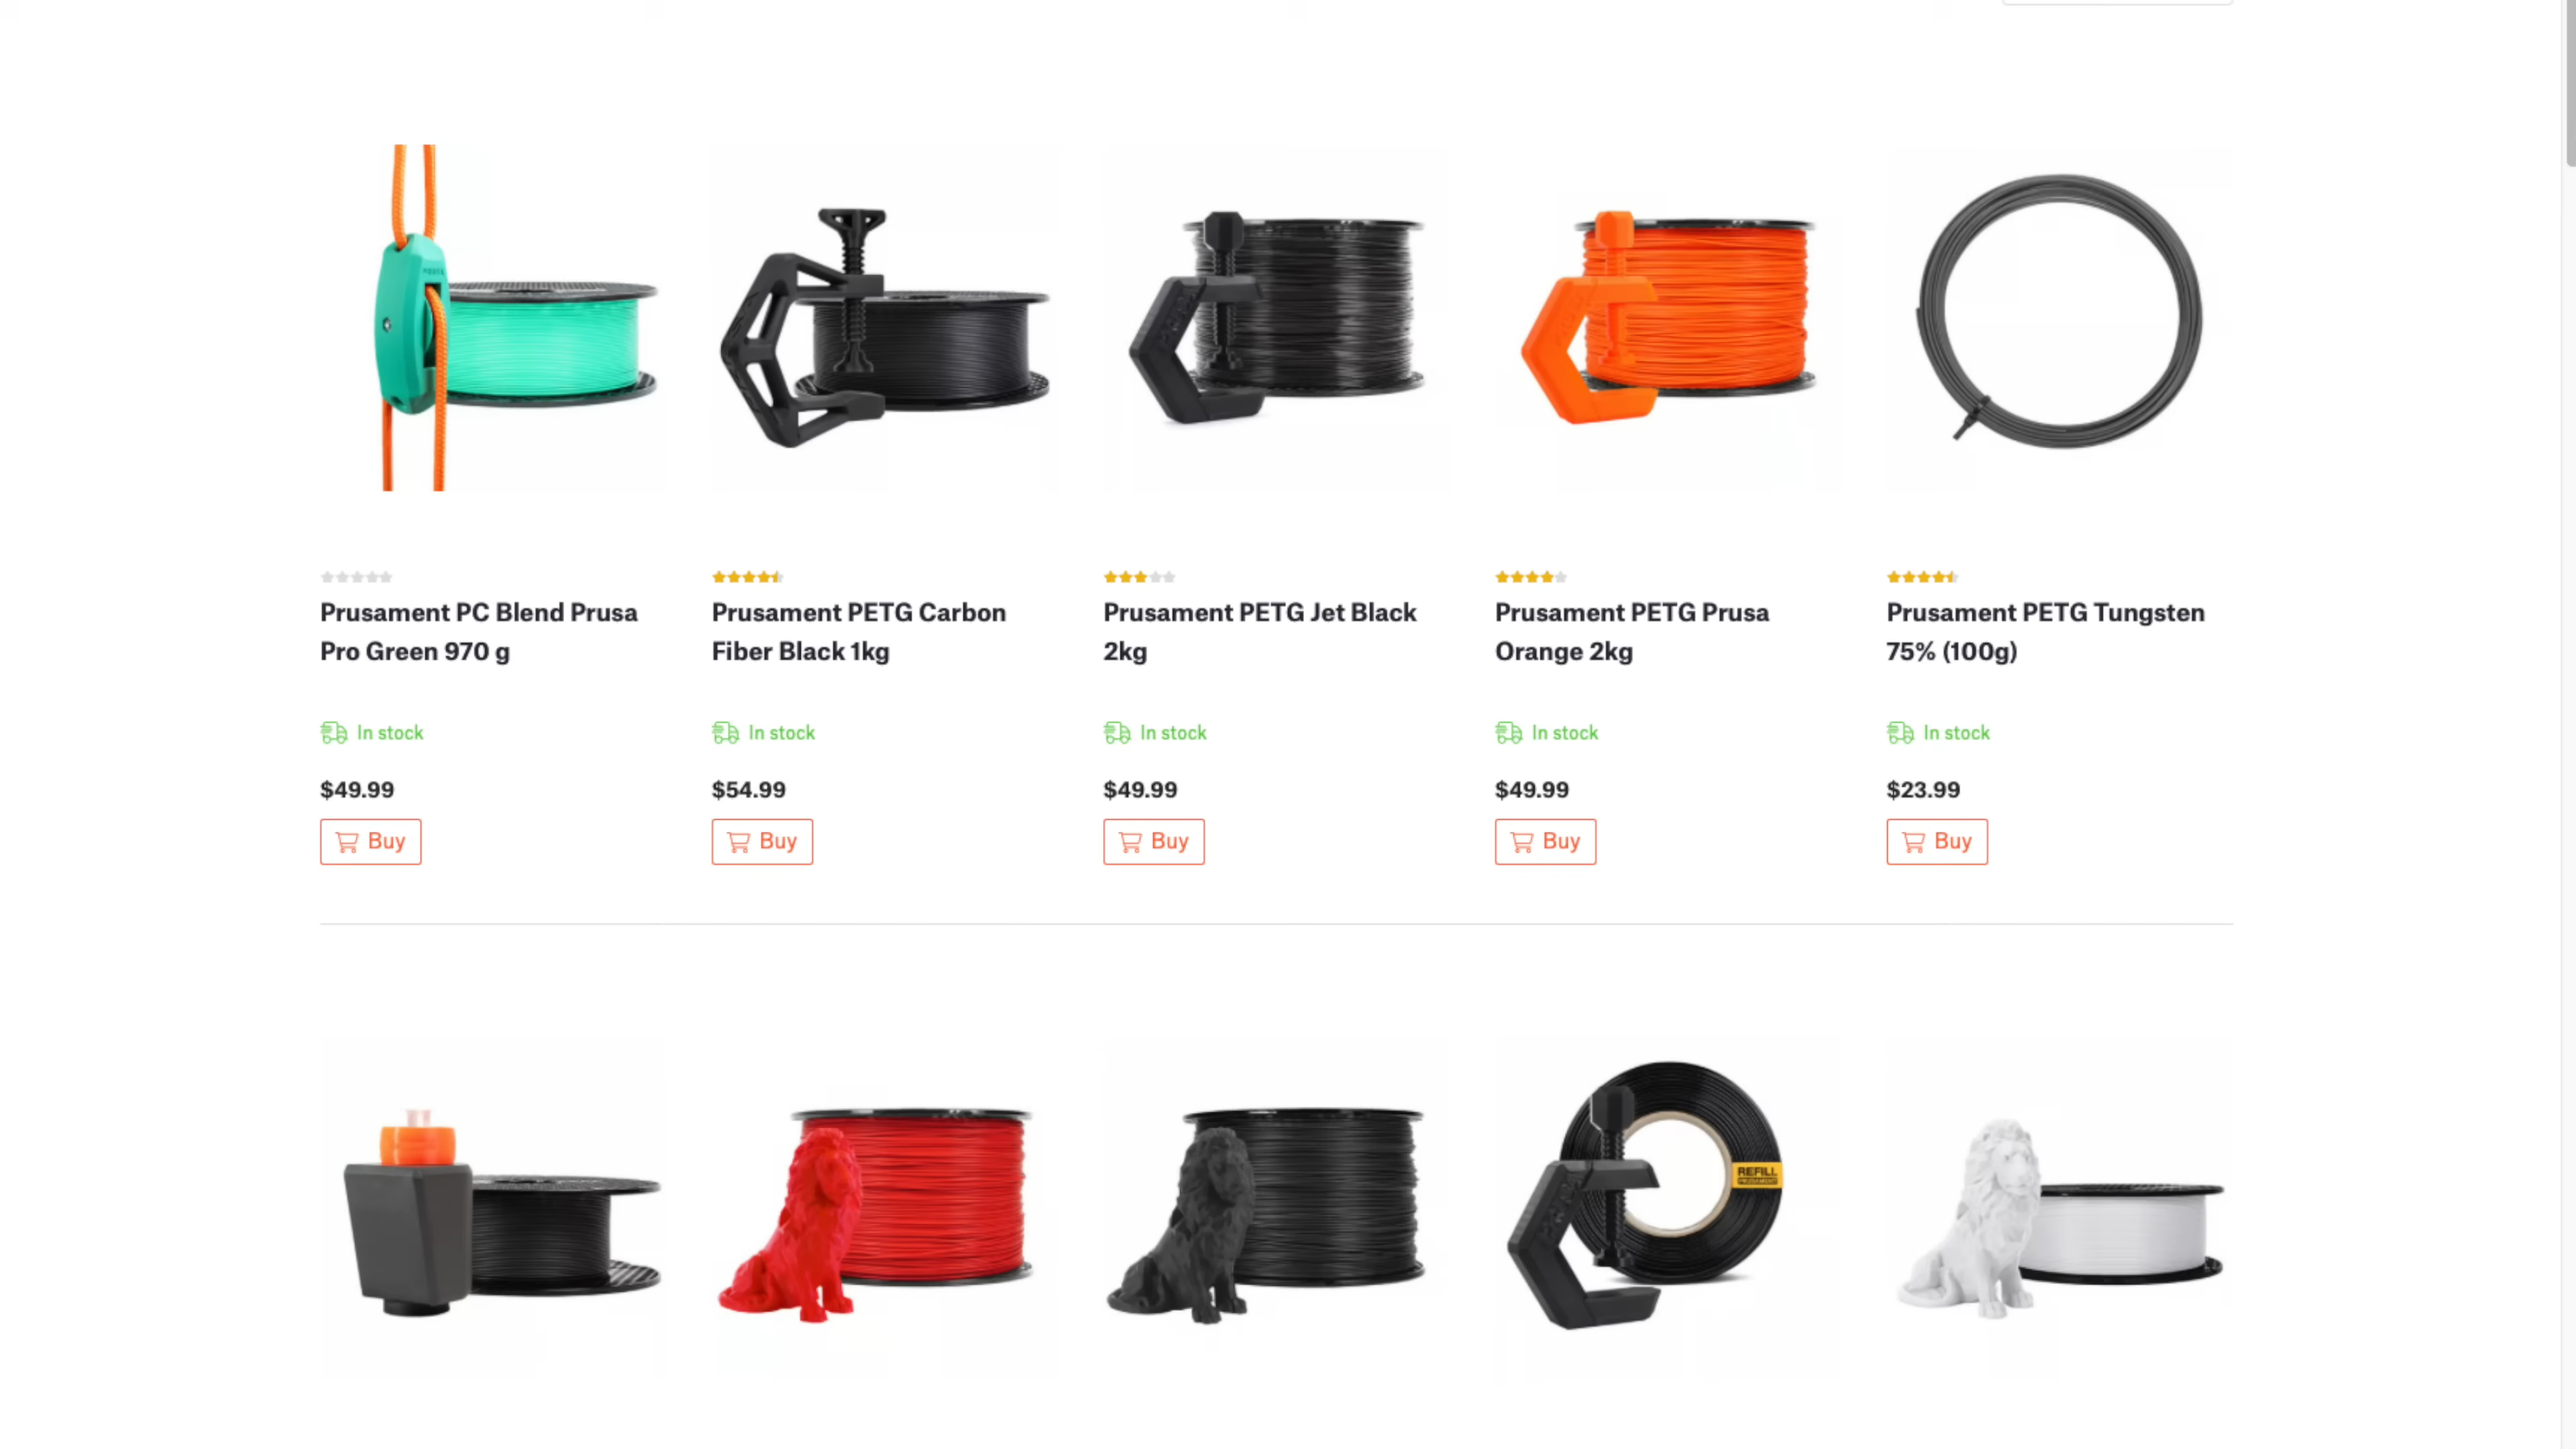 Prusament PC Blend Prusa
Pro Green 970 g
In stock
$49.99
Buy
Prusament PETG Carbon
Fiber Black 1kg
In stock
$54.99
Buy
Prusament PETG Jet Black
2kg
In stock
$49.99
Buy
Prusament PETG Prusa
Orange 2kg
In stock
$49.99
Buy
Prusament PETG Tungsten
75% (100g)
In stock
$23.99
Buy
REFILL
PRUSAMENT